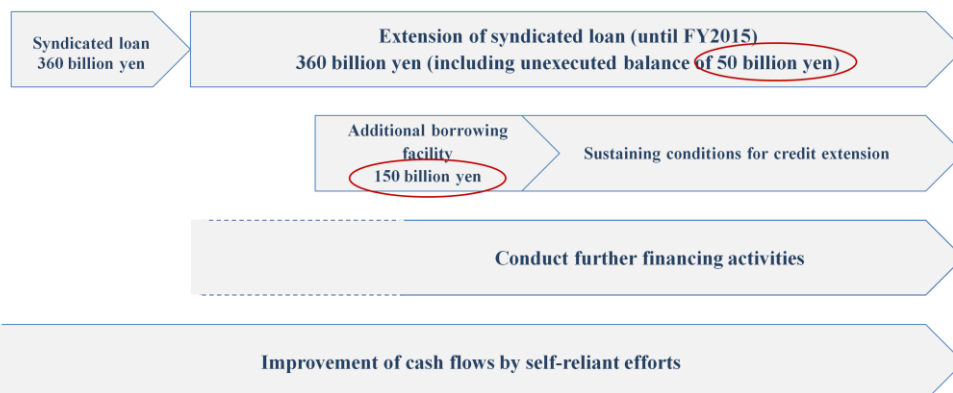 Syndicated loan
360 billion yen
Extension of syndicated loan (until FY2015)
360 billion yen (including unexecuted balance of 50 billion yen)
Additional borrowing
facility
150 billion yen
Sustaining conditions for credit extension
Conduct further financing activities
Improvement of cash flows by self-reliant efforts